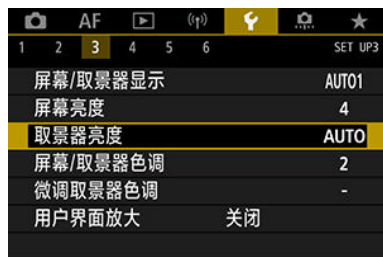 AF
1 2 3 4 5 6 SET UP3
屏幕/取景器显示 AUTO1
屏幕亮度 4
取景器亮度 AUTO
屏幕/取景器色调 2
微调取景器色调 -
用户界面放大 关闭